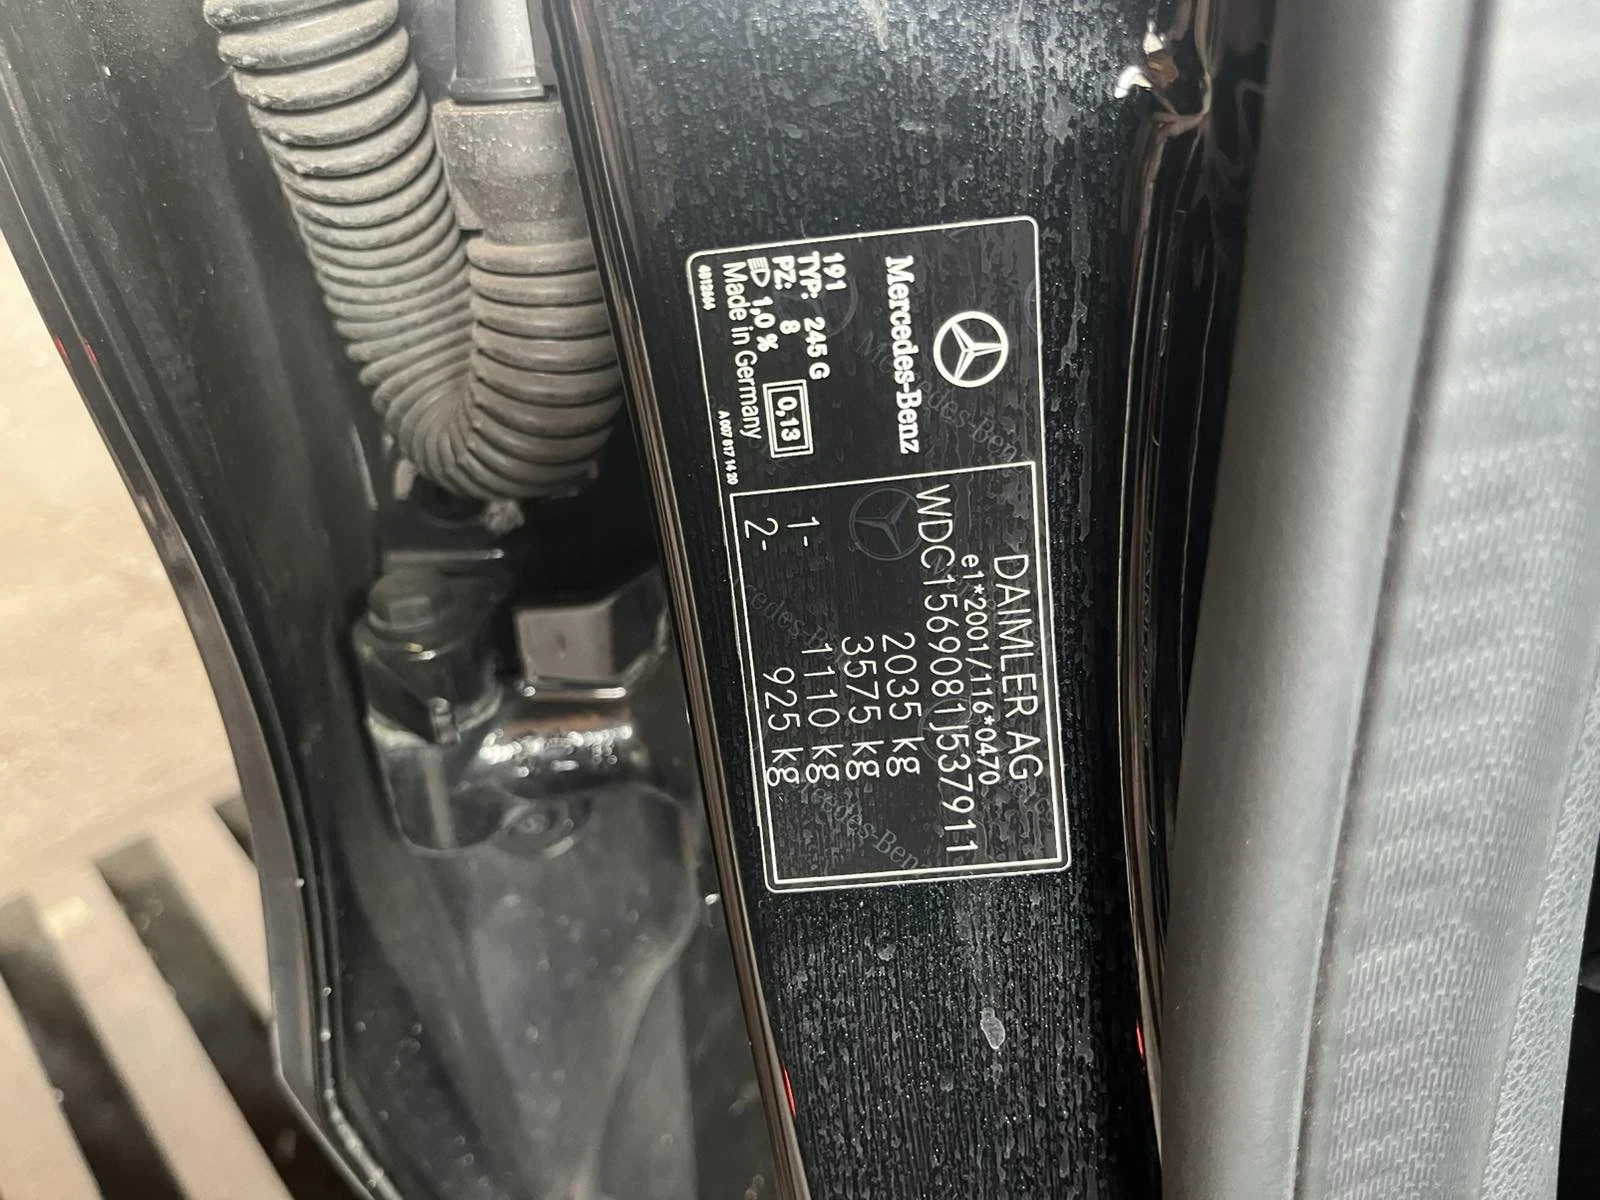 Mercedes-Benz
191
TYP: 245 G
PZ: 8
1,0 %
0,13
Made in Germany
4812464
A 007 817 14 20
DAIMLER AG
e1*2001/116*0470
WDC1569081J537911
2035 kg
3575 kg
1- 1110 kg
2- 925 kg